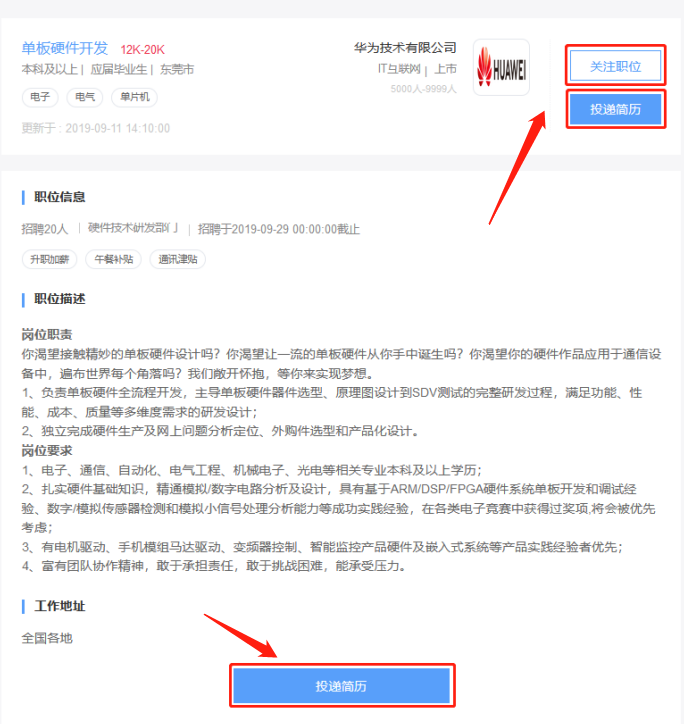 单板硬件开发 12K-20K
本科及以上 | 应届毕业生 | 东莞市
电子 电气 单片机
更新于 : 2019-09-11 14:10:00
华为技术有限公司
IT互联网 | 上市
5000人-9999人
HUAWEI
关注职位
投递简历
职位信息
招聘20人 | 硬件技术研发部门 | 招聘于2019-09-29 00:00:00截止
升职加薪 午餐补贴 通讯津贴
职位描述
岗位职责
你渴望接触精妙的单板硬件设计吗？你渴望让一流的单板硬件从你手中诞生吗？你渴望你的硬件作品应用于通信设
备中，遍布世界每个角落吗？我们敞开怀抱，等你来实现梦想。
1、负责单板硬件全流程开发，主导单板硬件器件选型、原理图设计到SDV测试的完整研发过程，满足功能、性
能、成本、质量等多维度需求的研发设计；
2、独立完成硬件生产及网上问题分析定位、外购件选型和产品化设计。
岗位要求
1、电子、通信、自动化、电气工程、机械电子、光电等相关专业本科及以上学历；
2、扎实硬件基础知识，精通模拟/数字电路分析及设计，具有基于ARM/DSP/FPGA硬件系统单板开发和调试经
验、数字/模拟传感器检测和模拟小信号处理分析能力等成功实践经验，在各类电子竞赛中获得过奖项,将会被优先
考虑；
3、有电机驱动、手机模组马达驱动、变频器控制、智能监控产品硬件及嵌入式系统等产品实践经验者优先；
4、富有团队协作精神，敢于承担责任，敢于挑战困难，能承受压力。
工作地址
全国各地
投递简历